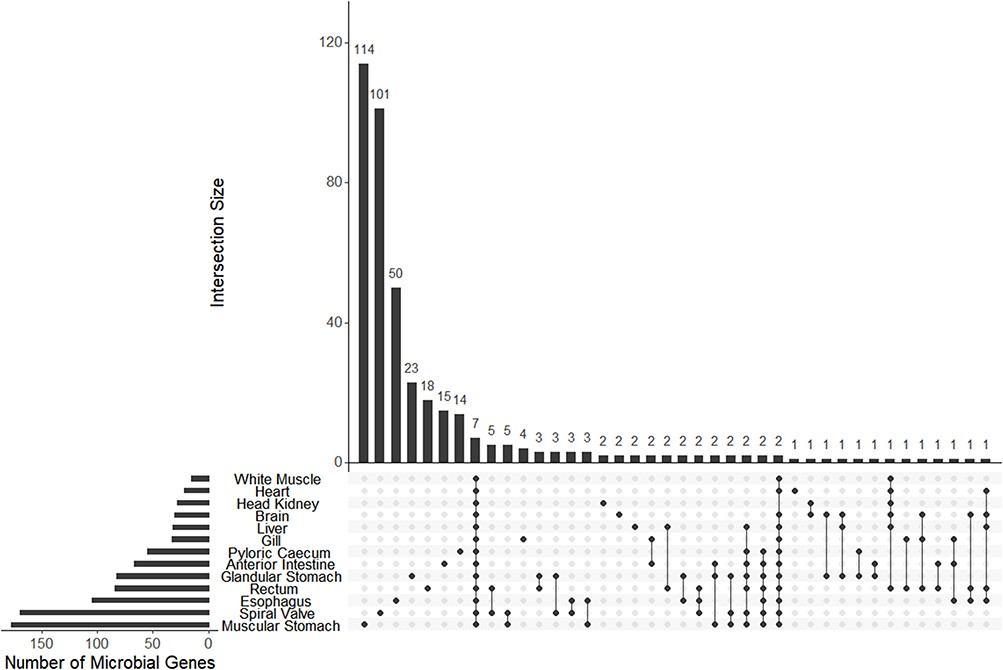 120
114
101
80
50
40
23
18
15
14
7
5
5
4
3
3
3
3
2
2
2
2
2
2
2
2
2
2
2
2
1
1
1
1
1
1
1
1
1
1
1
1
1
0
Intersection Size
White Muscle
Heart
Head Kidney
Brain
Liver
Gill
Pyloric Caecum
Anterior Intestine
Glandular Stomach
Rectum
Esophagus
Spiral Valve
Muscular Stomach
150 100 50 0
Number of Microbial Genes